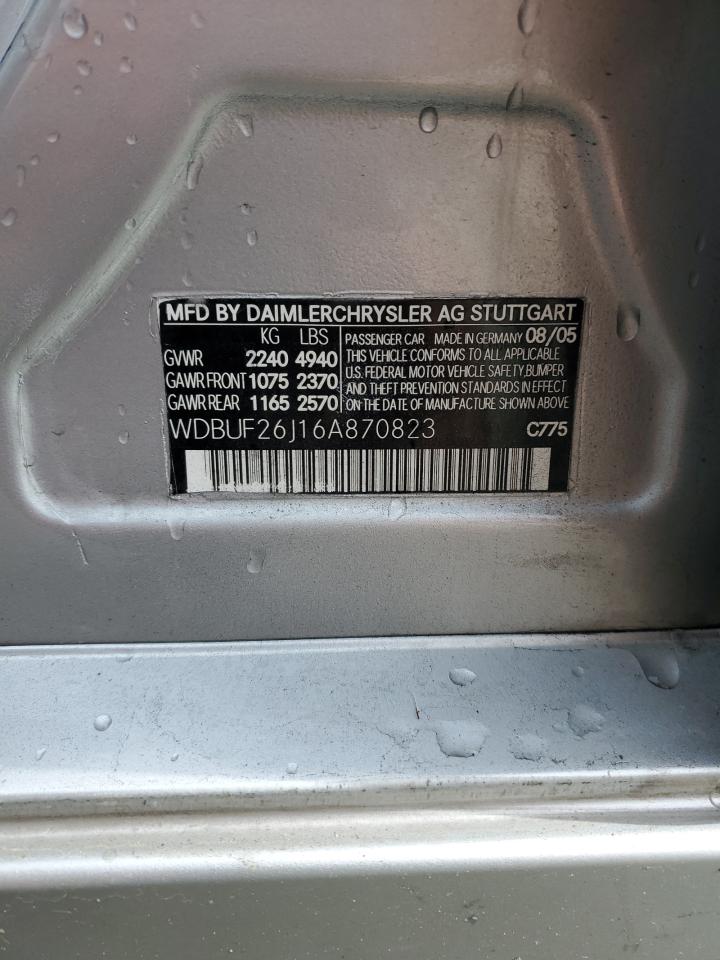 MFD BY DAIMLERCHRYSLER AG STUTTGART
KG LBS
GVWR 2240 4940
GAWR FRONT 1075 2370
GAWR REAR 1165 2570
PASSENGER CAR MADE IN GERMANY 08/05
THIS VEHICLE CONFORMS TO ALL APPLICABLE
U.S. FEDERAL MOTOR VEHICLE SAFETY, BUMPER
AND THEFT PREVENTION STANDARDS IN EFFECT
ON THE DATE OF MANUFACTURE SHOWN ABOVE.
WDBUF26J16A870823 C775